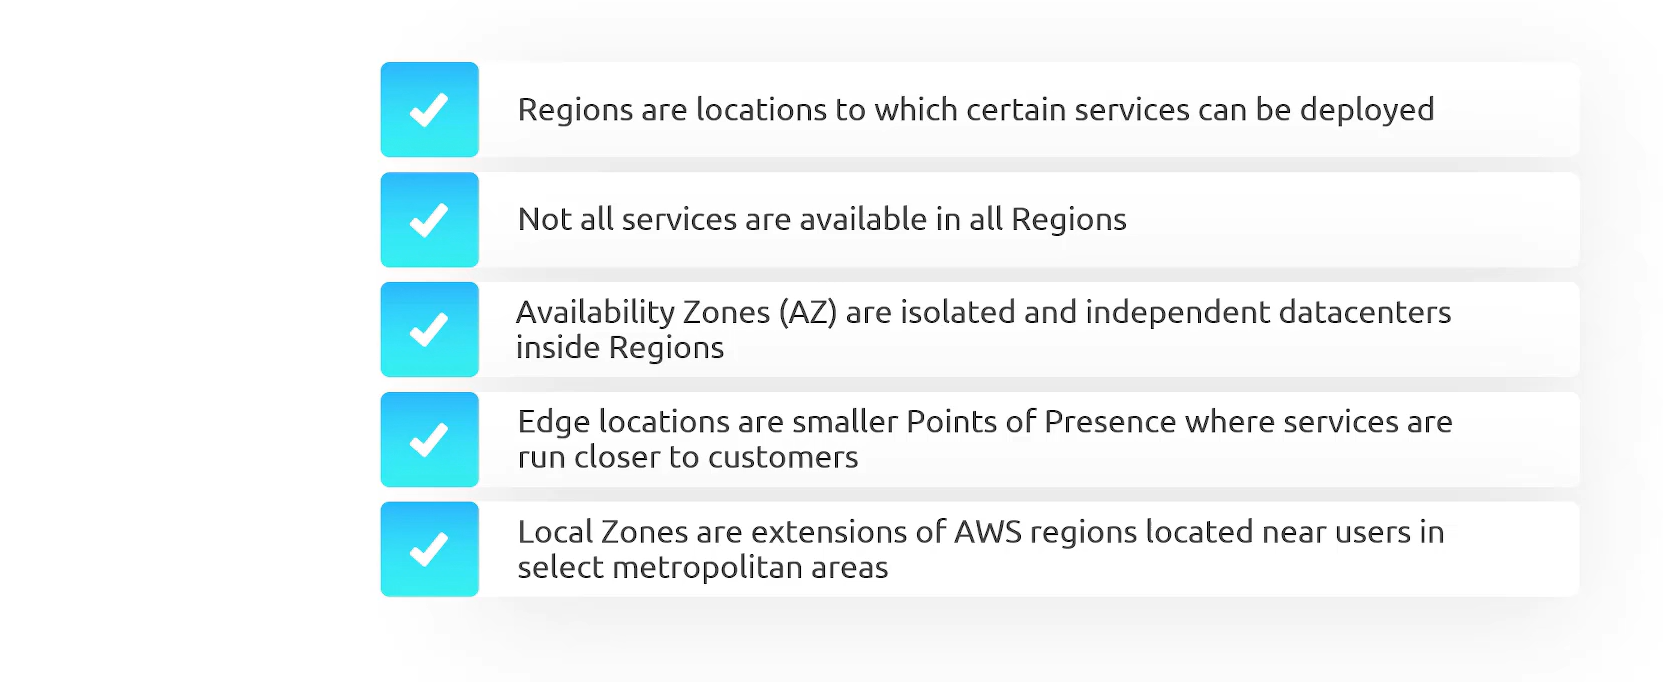 Regions are locations to which certain services can be deployed
Not all services are available in all Regions
Availability Zones (AZ) are isolated and independent datacenters
inside Regions
Edge locations are smaller Points of Presence where services are
run closer to customers
Local Zones are extensions of AWS regions located near users in
select metropolitan areas